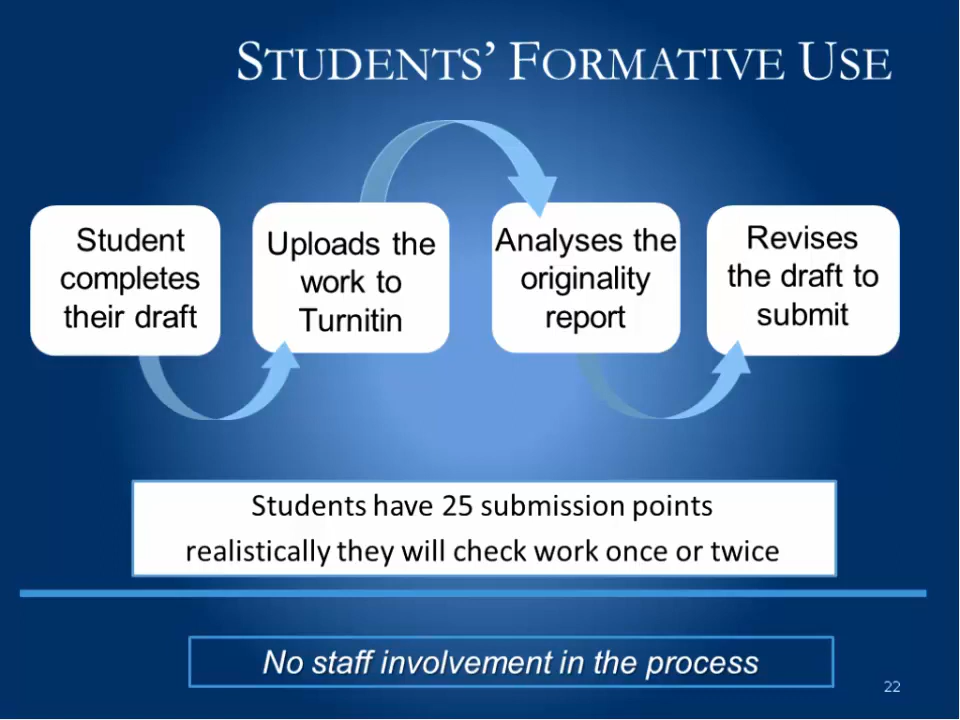 STUDENTS’ FORMATIVE USE
Student
completes
their draft
Uploads the
work to
Turnitin
Analyses the
originality
report
Revises
the draft to
submit
Students have 25 submission points
realistically they will check work once or twice
No staff involvement in the process
22